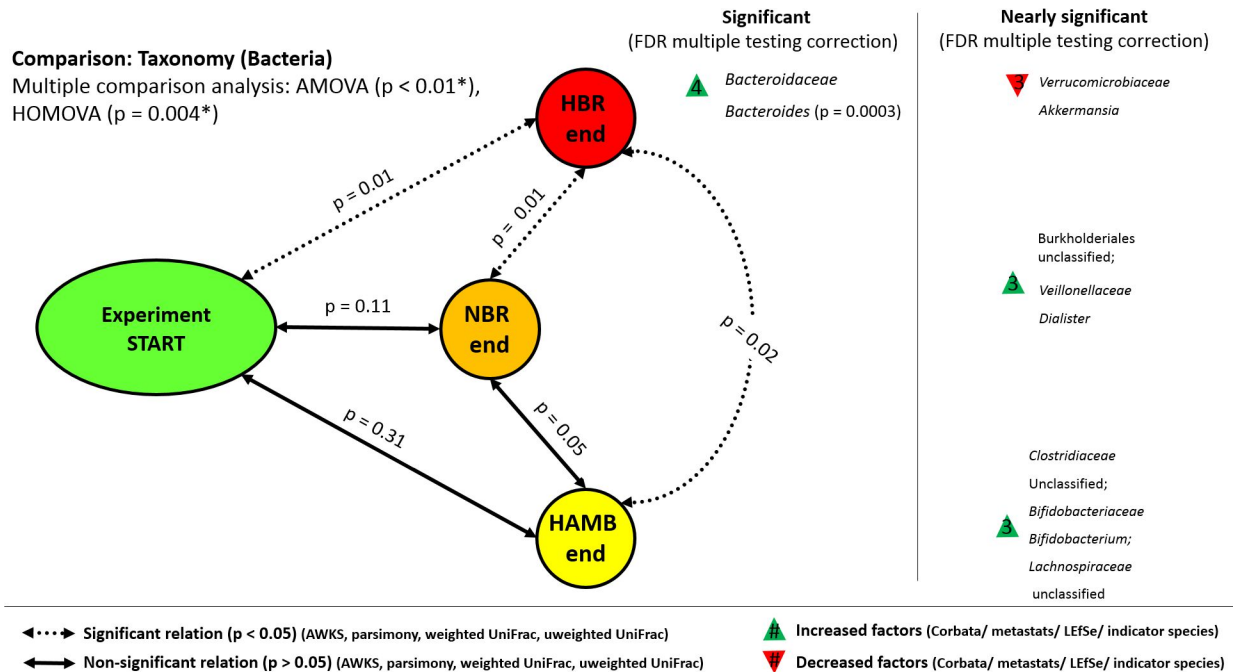 Comparison: Taxonomy (Bacteria)
Multiple comparison analysis: AMOVA (p < 0.01*),
HOMOVA (p = 0.004*)
Significant
(FDR multiple testing correction)
4
Bacteroidaceae
Bacteroides (p = 0.0003)
Nearly significant
(FDR multiple testing correction)
3
Verrucomicrobiaceae
Akkermansia
HBR
end
p = 0.01
p = 0.01
Experiment
START
p = 0.11
NBR
end
p = 0.02
Burkholderiales
unclassified;
3
Veillonellaceae
Dialister
p = 0.31
p = 0.05
HAMB
end
Clostridiaceae
Unclassified;
Bifidobacteriaceae
3
Bifidobacterium;
Lachnospiraceae
unclassified
Significant relation (p < 0.05) (AWKS, parsimony, weighted UniFrac, uweighted UniFrac)
Non-significant relation (p > 0.05) (AWKS, parsimony, weighted UniFrac, uweighted UniFrac)
# Increased factors (Corbata/ metastats/ LEfSe/ indicator species)
# Decreased factors (Corbata/ metastats/ LEfSe/ indicator species)